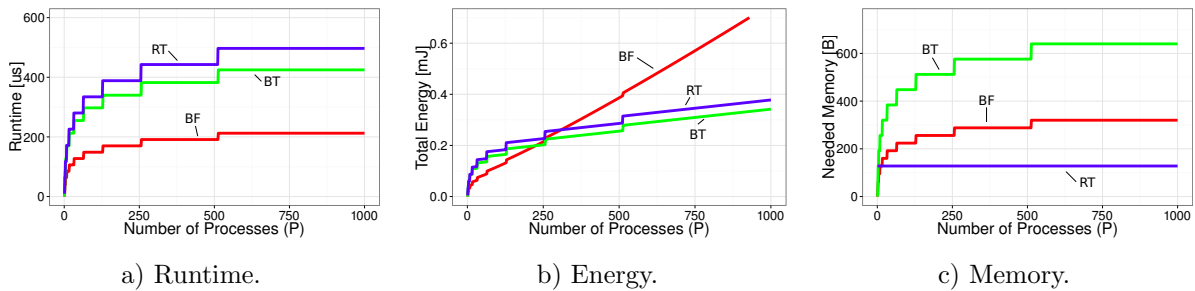 Runtime [us]
600
400
200
0
RT
BT
BF
0
250
500
750
1000
Number of Processes (P)
a) Runtime.
Total Energy [mJ]
0.6
0.4
0.2
0.0
BF
RT
BT
0
250
500
750
1000
Number of Processes (P)
b) Energy.
Needed Memory [B]
600
400
200
0
BT
BF
RT
0
250
500
750
1000
Number of Processes (P)
c) Memory.